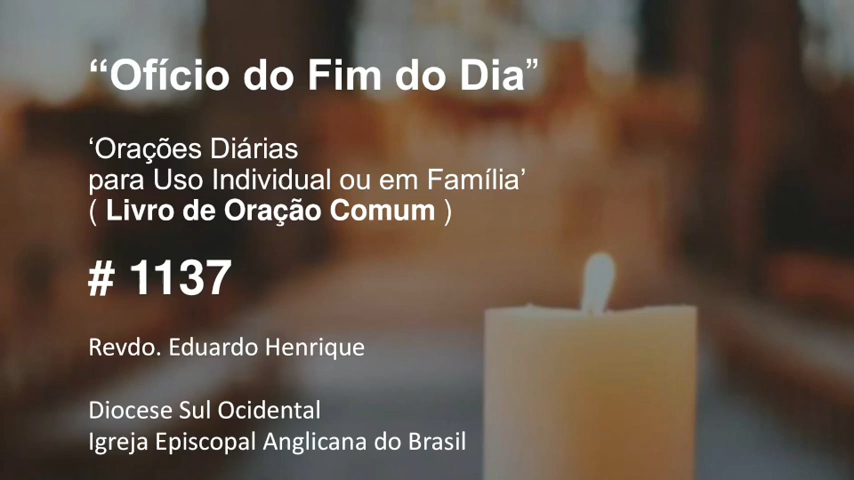 “Ofício do Fim do Dia”
‘Orações Diárias
para Uso Individual ou em Família’
( Livro de Oração Comum )
# 1137
Revdo. Eduardo Henrique
Diocese Sul Ocidental
Igreja Episcopal Anglicana do Brasil